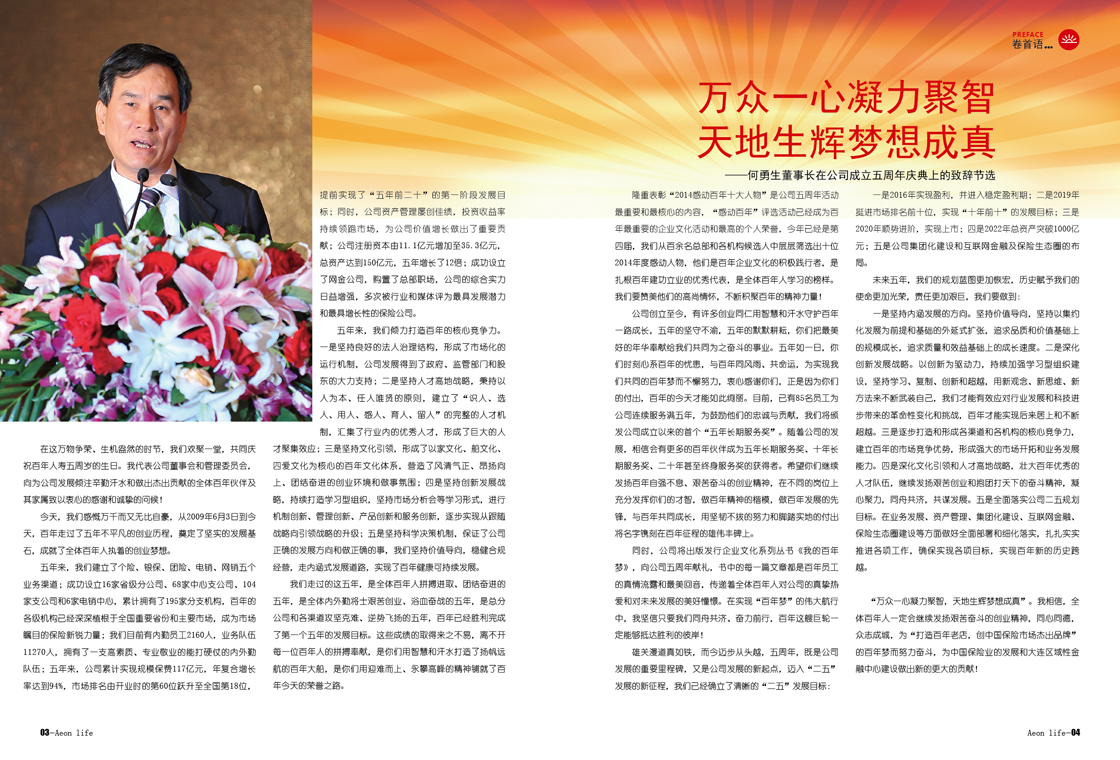 PREFACE
卷首语...
万众一心凝力聚智
天地生辉梦想成真
——何勇生董事长在公司成立五周年庆典上的致辞节选
在这万物争荣、生机盎然的时节，我们欢聚一堂，共同庆
祝百年人寿五周岁的生日。我代表公司董事会和管理委员会，
向为公司发展倾注辛勤汗水和做出杰出贡献的全体百年伙伴及
其家属致以衷心的感谢和诚挚的问候！
今天，我们感慨万千而又无比自豪，从2009年6月3日到今
天，百年走过了五年不平凡的创业历程，奠定了坚实的发展基
石，成就了全体百年人执着的创业梦想。
五年来，我们建立了个险、银保、团险、电销、网销五个
业务渠道；成功设立16家省级分公司、68家中心支公司、104
家支公司和6家电销中心，累计拥有了195家分支机构，百年的
各级机构已经深深植根于全国重要省份和主要市场，成为市场
瞩目的保险新锐力量；我们目前有内勤员工2160人，业务队伍
11270人，拥有了一支高素质、专业敬业的能打硬仗的内外勤
队伍；五年来，公司累计实现规模保费117亿元，年复合增长
率达到94%，市场排名由开业时的第60位跃升至全国第18位，
提前实现了“五年前二十”的第一阶段发展目
标；同时，公司资产管理屡创佳绩，投资收益率
持续领跑市场，为公司价值增长做出了重要贡
献；公司注册资本由11.1亿元增加至35.3亿元，
总资产达到150亿元，五年增长了12倍；成功设立
了网金公司，购置了总部职场，公司的综合实力
日益增强，多次被行业和媒体评为最具发展潜力
和最具增长性的保险公司。
五年来，我们倾力打造百年的核心竞争力。
一是坚持良好的法人治理结构，形成了市场化的
运行机制，公司发展得到了政府、监管部门和股
东的大力支持；二是坚持人才高地战略，秉持以
人为本、任人唯贤的原则，建立了“识人、选
人、用人、感人、育人、留人”的完整的人才机
制，汇集了行业内的优秀人才，形成了巨大的人
才聚集效应；三是坚持文化引领，形成了以家文化、船文化、
四爱文化为核心的百年文化体系，营造了风清气正、昂扬向
上、团结奋进的创业环境和做事氛围；四是坚持创新发展战
略，持续打造学习型组织，坚持市场分析会等学习形式，进行
机制创新、管理创新、产品创新和服务创新，逐步实现从跟随
战略向引领战略的升级；五是坚持科学决策机制，保证了公司
正确的发展方向和做正确的事，我们坚持价值导向，稳健合规
经营，走内涵式发展道路，实现了百年健康可持续发展。
我们走过的这五年，是全体百年人拼搏进取、团结奋进的
五年，是全体内外勤将士艰苦创业、浴血奋战的五年，是总分
公司和各渠道攻坚克难、逆势飞扬的五年，百年已经胜利完成
了第一个五年的发展目标。这些成绩的取得来之不易，离不开
每一位百年人的拼搏奉献，是你们用智慧和汗水打造了扬帆远
航的百年大船，是你们用迎难而上、永攀高峰的精神铺就了百
年今天的荣誉之路。
隆重表彰“2014感动百年十大人物”是公司五周年活动
最重要和最核心的内容，“感动百年”评选活动已经成为百
年最重要的企业文化活动和最高的个人荣誉，今年已经是第
四届，我们从百余名总部和各机构候选人中层层筛选出十位
2014年度感动人物，他们是百年企业文化的积极践行者，是
扎根百年建功立业的优秀代表，是全体百年人学习的榜样。
我们要赞美他们的高尚情怀，不断积聚百年的精神力量！
公司创立至今，有许多创业同仁用智慧和汗水守护百年
一路成长，五年的坚守不渝，五年的默默耕耘，你们把最美
好的年华奉献给我们共同为之奋斗的事业。五年如一日，你
们时刻心系百年的忧患，与百年同风雨、共命运，为实现我
们共同的百年梦而不懈努力，衷心感谢你们，正是因为你们
的付出，百年的今天才能如此绚丽。目前，已有85名员工为
公司连续服务满五年，为鼓励他们的忠诚与贡献，我们将颁
发公司成立以来的首个“五年长期服务奖”。随着公司的发
展，相信会有更多的百年伙伴成为五年长期服务奖、十年长
期服务奖、二十年甚至终身服务奖的获得者。希望你们继续
发扬百年自强不息、艰苦奋斗的创业精神，在不同的岗位上
充分发挥你们的才智，做百年精神的楷模，做百年发展的先
锋，与百年共同成长，用坚韧不拔的努力和脚踏实地的付出
将名字镌刻在百年征程的雄伟丰碑上。
同时，公司将出版发行企业文化系列丛书《我的百年
梦》，向公司五周年献礼，书中的每一篇文章都是百年员工
的真情流露和最美回音，传递着全体百年人对公司的真挚热
爱和对未来发展的美好憧憬。在实现“百年梦”的伟大航行
中，我坚信只要我们同舟共济，奋力前行，百年这艘巨轮一
定能够抵达胜利的彼岸！
雄关漫道真如铁，而今迈步从头越，五周年，既是公司
发展的重要里程碑，又是公司发展的新起点，迈入“二五”
发展的新征程，我们已经确立了清晰的“二五”发展目标：
一是2016年实现盈利，并进入稳定盈利期；二是2019年
挺进市场排名前十位，实现“十年前十”的发展目标；三是
2020年顺势进阶，实现上市；四是2022年总资产突破1000亿
元；五是公司集团化建设和互联网金融及保险生态圈的布
局。
未来五年，我们的规划蓝图更加恢宏，历史赋予我们的
使命更加光荣，责任更加艰巨，我们要做到：
一是坚持内涵发展的方向。坚持价值导向，坚持以集约
化发展为前提和基础的外延式扩张，追求品质和价值基础上
的规模成长，追求质量和效益基础上的成长速度。二是深化
创新发展战略。以创新为驱动力，持续加强学习型组织建
设，坚持学习、复制、创新和超越，用新观念、新思维、新
方法来不断武装自己，我们才能有效应对行业发展和科技进
步带来的革命性变化和挑战，百年才能实现后来居上和不断
超越。三是逐步打造和形成各渠道和各机构的核心竞争力，
建立百年的市场竞争优势，形成强大的市场开拓和业务发展
能力。四是深化文化引领和人才高地战略，壮大百年优秀的
人才队伍，继续发扬艰苦创业和抱团打天下的奋斗精神，凝
心聚力，同舟共济，共谋发展。五是全面落实公司二五规划
目标。在业务发展、资产管理、集团化建设、互联网金融、
保险生态圈建设等方面做好全面部署和细化落实，扎扎实实
推进各项工作，确保实现各项目标，实现百年新的历史跨
越。
“万众一心凝力聚智，天地生辉梦想成真”。我相信，全
体百年人一定会继续发扬艰苦奋斗的创业精神，同心同德，
众志成城，为“打造百年老店，创中国保险市场杰出品牌”
的百年梦而努力奋斗，为中国保险业的发展和大连区域性金
融中心建设做出新的更大的贡献！
03—Aeon life
Aeon life—04